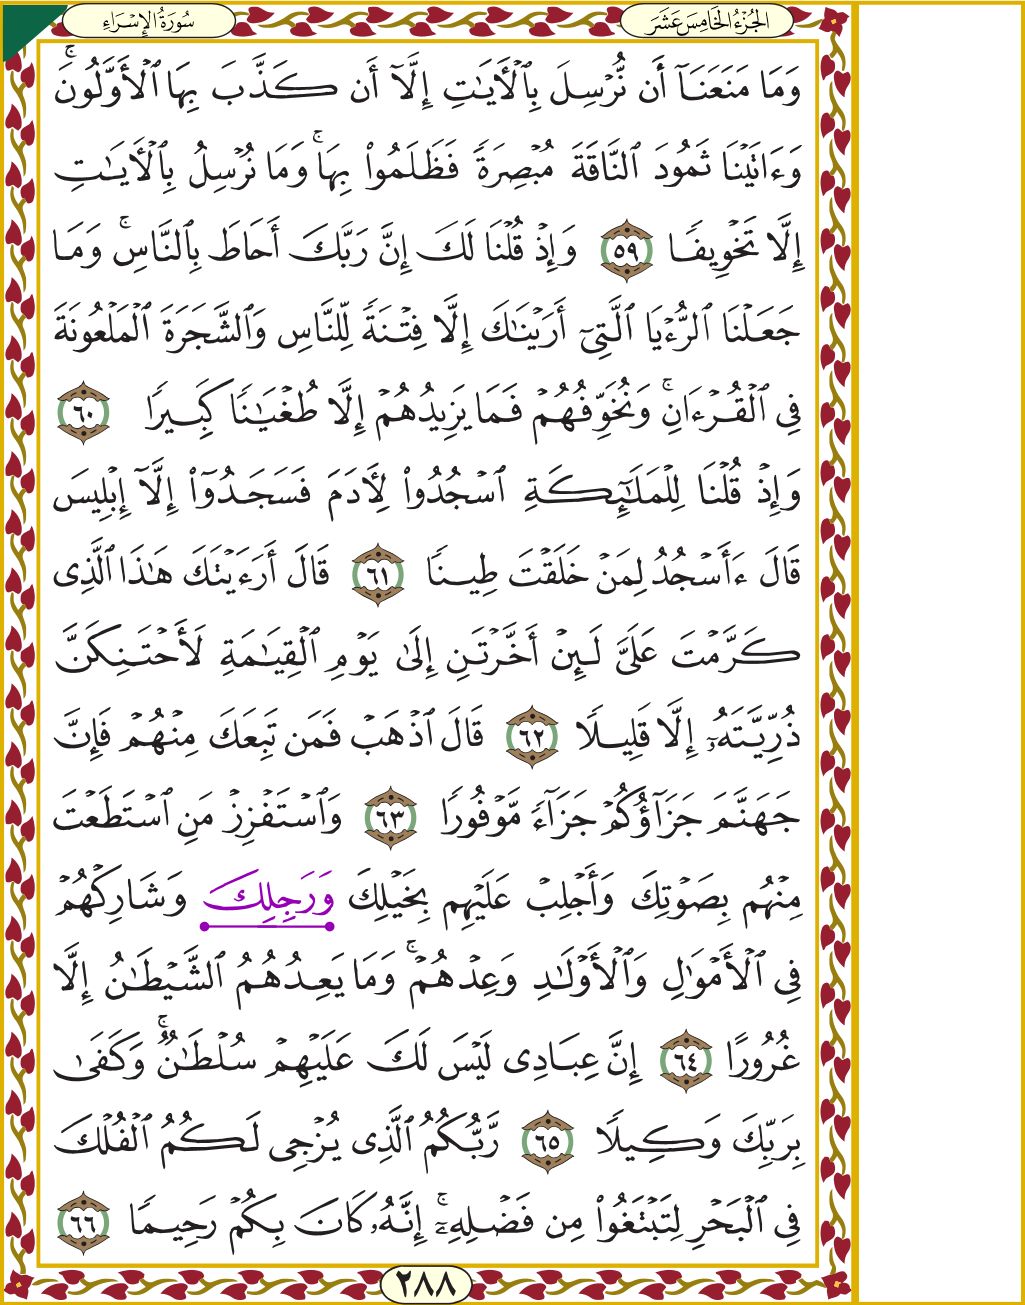 سُورَةُ الإِسْرَاءِ
الجُزْءُ الخَامِسَ عَشَرَ
وَمَا مَنَعَنَآ أَن نُّرْسِلَ بِٱلْأَيَـٰتِ إِلَّآ أَن كَذَّبَ بِهَا ٱلْأَوَّلُونَۚ
وَءَاتَيْنَا ثَمُودَ ٱلنَّاقَةَ مُبْصِرَةً فَظَلَمُوا۟ بِهَاۚ وَمَا نُرْسِلُ بِٱلْأَيَـٰتِ
إِلَّا تَخْوِيفًا ٥٩ وَإِذْ قُلْنَا لَكَ إِنَّ رَبَّكَ أَحَاطَ بِٱلنَّاسِۚ وَمَا
جَعَلْنَا ٱلرُّءْيَا ٱلَّتِىٓ أَرَيْنَـٰكَ إِلَّا فِتْنَةً لِّلنَّاسِ وَٱلشَّجَرَةَ ٱلْمَلْعُونَةَ
فِى ٱلْقُرْءَانِۚ وَنُخَوِّفُهُمْ فَمَا يَزِيدُهُمْ إِلَّا طُغْيَـٰنًا كَبِيرًا ٦٠
وَإِذْ قُلْنَا لِلْمَلَـٰٓئِكَةِ ٱسْجُدُوا۟ لِأَدَمَ فَسَجَدُوٓا۟ إِلَّآ إِبْلِيسَ
قَالَ ءَأَسْجُدُ لِمَنْ خَلَقْتَ طِينًا ٦١ قَالَ أَرَءَيْتَكَ هَـٰذَا ٱلَّذِى
كَرَّمْتَ عَلَىَّ لَئِنْ أَخَّرْتَنِ إِلَىٰ يَوْمِ ٱلْقِيَـٰمَةِ لَأَحْتَنِكَنَّ
ذُرِّيَّتَهُۥٓ إِلَّا قَلِيلًا ٦٢ قَالَ ٱذْهَبْ فَمَن تَبِعَكَ مِنْهُمْ فَإِنَّ
جَهَنَّمَ جَزَآؤُكُمْ جَزَآءً مَّوْفُورًا ٦٣ وَٱسْتَفْزِزْ مَنِ ٱسْتَطَعْتَ
مِنْهُم بِصَوْتِكَ وَأَجْلِبْ عَلَيْهِم بِخَيْلِكَ وَرَجِلِكَ وَشَارِكْهُمْ
فِى ٱلْأَمْوَٰلِ وَٱلْأَوْلَـٰدِ وَعِدْهُمْۚ وَمَا يَعِدُهُمُ ٱلشَّيْطَـٰنُ إِلَّا
غُرُورًا ٦٤ إِنَّ عِبَادِى لَيْسَ لَكَ عَلَيْهِمْ سُلْطَـٰنٌۚ وَكَفَىٰ
بِرَبِّكَ وَكِيلًا ٦٥ رَّبُّكُمُ ٱلَّذِى يُزْجِى لَكُمُ ٱلْفُلْكَ
فِى ٱلْبَحْرِ لِتَبْتَغُوا۟ مِن فَضْلِهِۦٓۚ إِنَّهُۥ كَانَ بِكُمْ رَحِيمًا ٦٦
٢٨٨